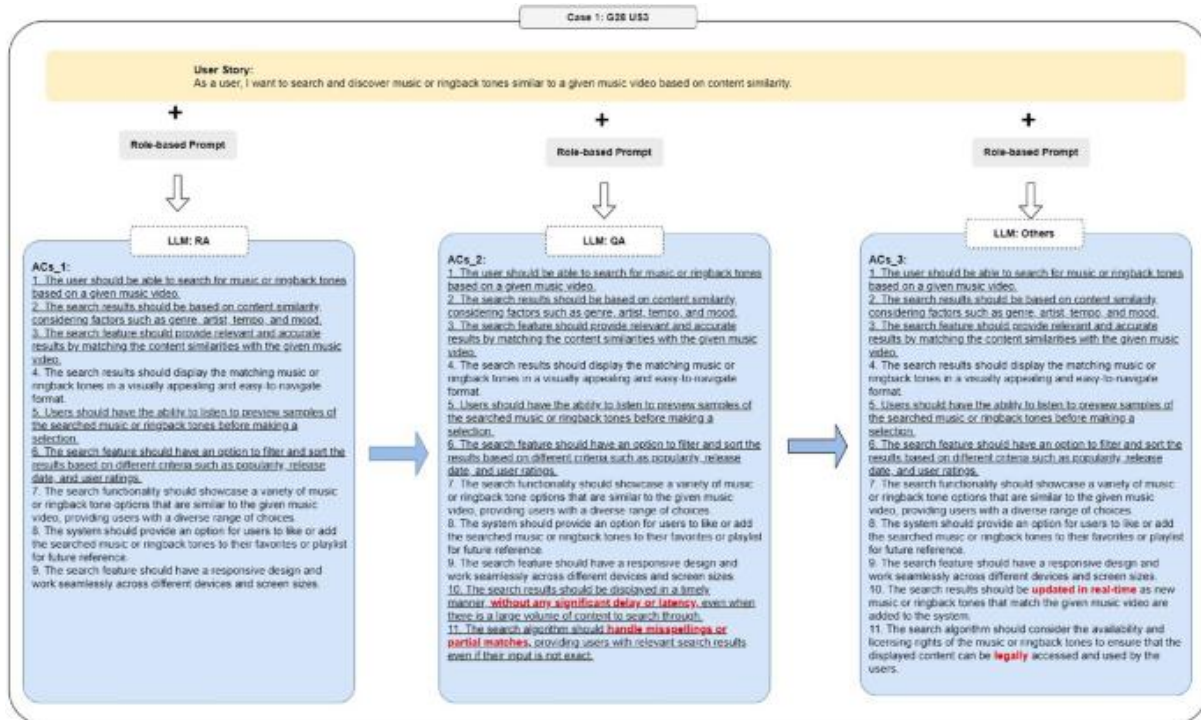 Case 1: G26 US3
User Story:
As a user, I want to search and discover music or ringback tones similar to a given music video based on content similarity.
+
Role-based Prompt
LLM: RA
ACs_1:
1. The user should be able to search for music or ringback tones
based on a given music video.
2. The search results should be based on content similarity,
considering factors such as genre, artist, tempo, and mood.
3. The search feature should provide relevant and accurate
results by matching the content similarities with the given music
video.
4. The search results should display the matching music or
ringback tones in a visually appealing and easy-to-navigate
format.
5. Users should have the ability to listen to preview samples of
the searched music or ringback tones before making a
selection.
6. The search feature should have an option to filter and sort the
results based on different criteria such as popularity, release
date, and user ratings.
7. The search functionality should showcase a variety of music
or ringback tone options that are similar to the given music
video, providing users with a diverse range of choices.
8. The system should provide an option for users to like or add
the searched music or ringback tones to their favorites or playlist
for future reference.
9. The search feature should have a responsive design and
work seamlessly across different devices and screen sizes.
+
Role-based Prompt
LLM: QA
ACs_2:
1. The user should be able to search for music or ringback tones
based on a given music video.
2. The search results should be based on content similarity,
considering factors such as genre, artist, tempo, and mood.
3. The search feature should provide relevant and accurate
results by matching the content similarities with the given music
video.
4. The search results should display the matching music or
ringback tones in a visually appealing and easy-to-navigate
format.
5. Users should have the ability to listen to preview samples of
the searched music or ringback tones before making a
selection.
6. The search feature should have an option to filter and sort the
results based on different criteria such as popularity, release
date, and user ratings.
7. The search functionality should showcase a variety of music
or ringback tone options that are similar to the given music
video, providing users with a diverse range of choices.
8. The system should provide an option for users to like or add
the searched music or ringback tones to their favorites or playlist
for future reference.
9. The search feature should have a responsive design and
work seamlessly across different devices and screen sizes.
10. The search results should be displayed in a timely
manner, without any significant delay or latency, even when
there is a large volume of content to search through.
11. The search algorithm should handle misspellings or
partial matches, providing users with relevant search results
even if their input is not exact.
+
Role-based Prompt
LLM: Others
ACs_3:
1. The user should be able to search for music or ringback tones
based on a given music video.
2. The search results should be based on content similarity,
considering factors such as genre, artist, tempo, and mood.
3. The search feature should provide relevant and accurate
results by matching the content similarities with the given music
video.
4. The search results should display the matching music or
ringback tones in a visually appealing and easy-to-navigate
format.
5. Users should have the ability to listen to preview samples of
the searched music or ringback tones before making a
selection.
6. The search feature should have an option to filter and sort the
results based on different criteria such as popularity, release
date, and user ratings.
7. The search functionality should showcase a variety of music
or ringback tone options that are similar to the given music
video, providing users with a diverse range of choices.
8. The system should provide an option for users to like or add
the searched music or ringback tones to their favorites or playlist
for future reference.
9. The search feature should have a responsive design and
work seamlessly across different devices and screen sizes.
10. The search results should be updated in real-time as new
music or ringback tones that match the given music video are
added to the system.
11. The search algorithm should consider the availability and
licensing rights of the music or ringback tones to ensure that the
displayed content can be legally accessed and used by the
users.